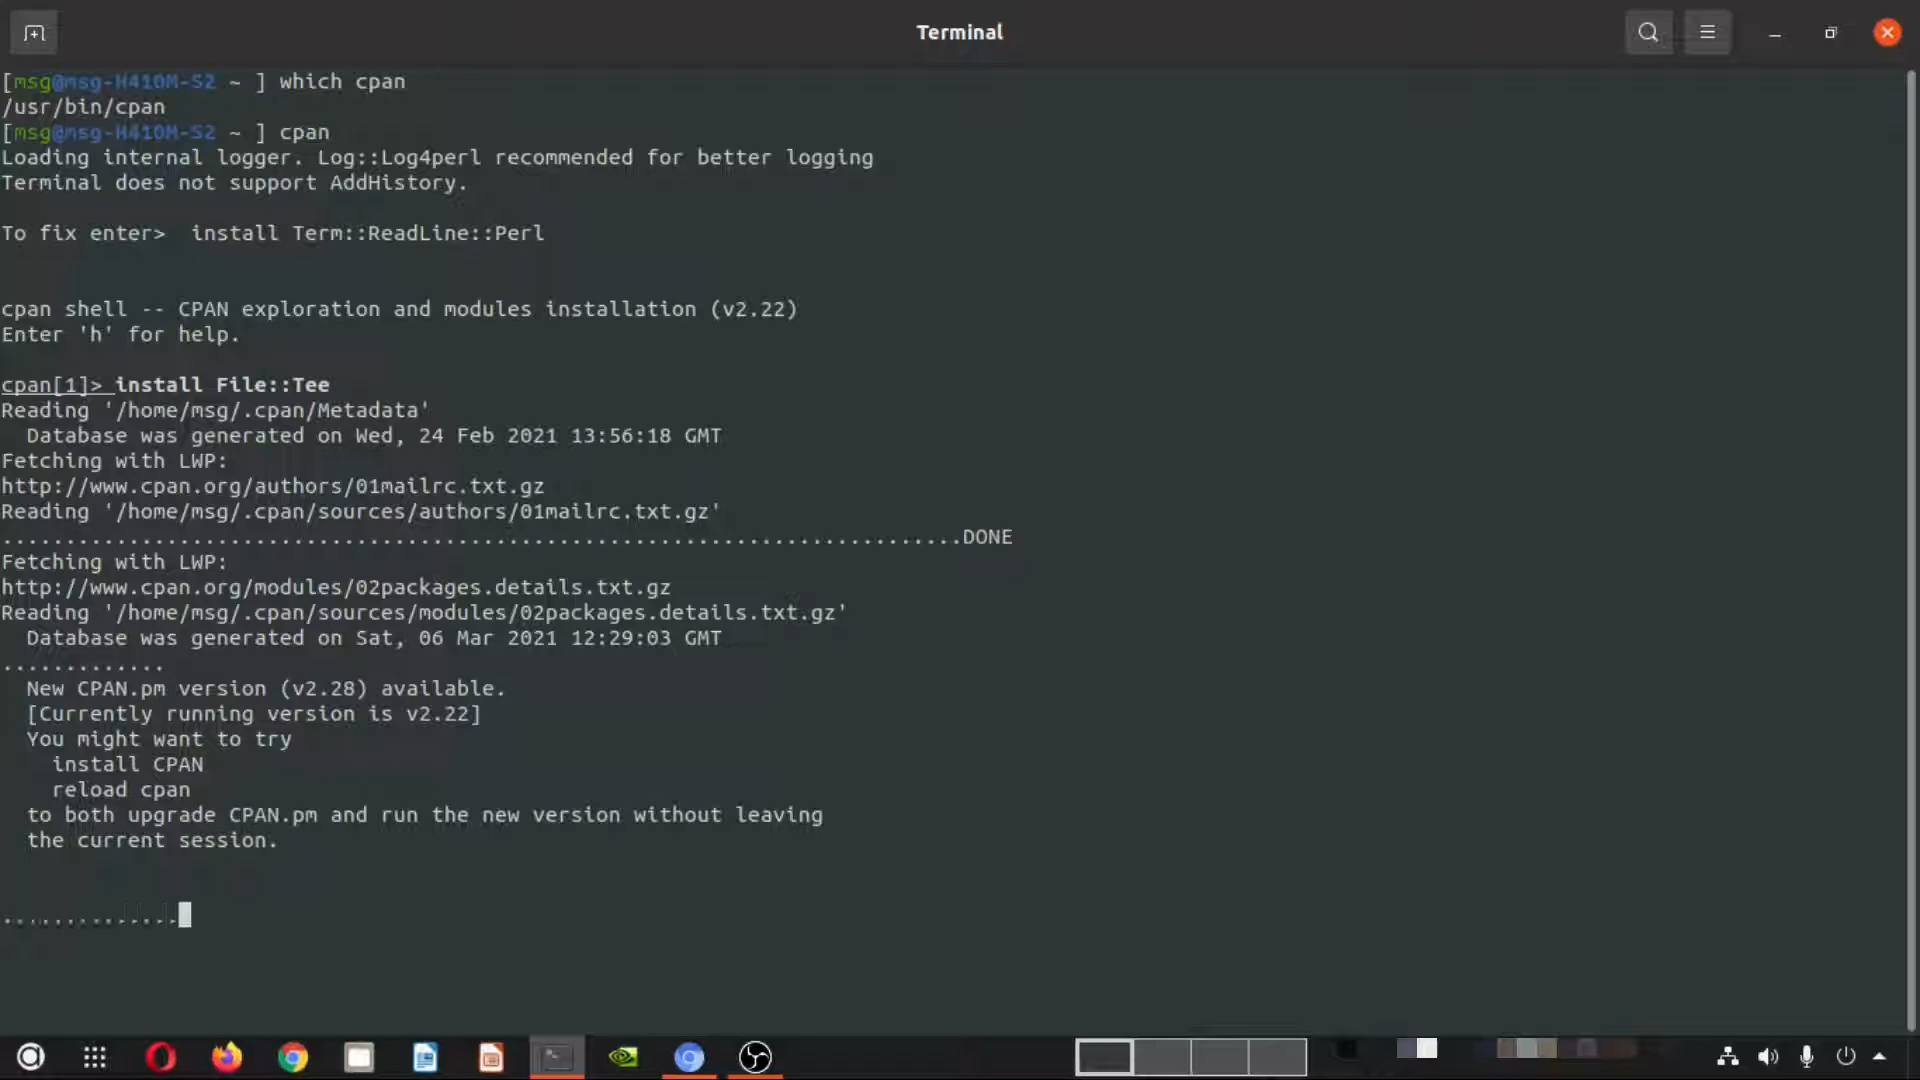 Terminal
[msg@msg-H410M-S2 ~ ] which cpan
/usr/bin/cpan
[msg@msg-H410M-S2 ~ ] cpan
Loading internal logger. Log::Log4perl recommended for better logging
Terminal does not support AddHistory.
To fix enter>  install Term::ReadLine::Perl
cpan shell -- CPAN exploration and modules installation (v2.22)
Enter 'h' for help.
cpan[1]> install File::Tee
Reading '/home/msg/.cpan/Metadata'
  Database was generated on Wed, 24 Feb 2021 13:56:18 GMT
Fetching with LWP:
http://www.cpan.org/authors/01mailrc.txt.gz
Reading '/home/msg/.cpan/sources/authors/01mailrc.txt.gz'
............................................................................DONE
Fetching with LWP:
http://www.cpan.org/modules/02packages.details.txt.gz
Reading '/home/msg/.cpan/sources/modules/02packages.details.txt.gz'
  Database was generated on Sat, 06 Mar 2021 12:29:03 GMT
.............
  New CPAN.pm version (v2.28) available.
  [Currently running version is v2.22]
  You might want to try
    install CPAN
    reload cpan
  to both upgrade CPAN.pm and run the new version without leaving
  the current session.
..............